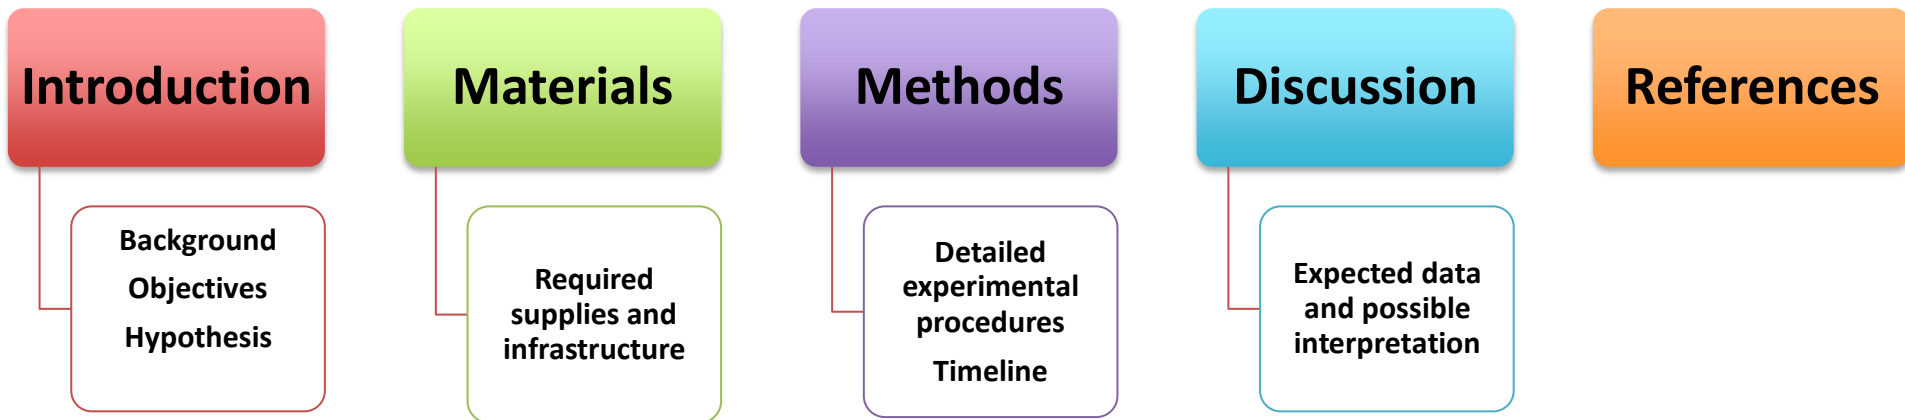 Introduction
Materials
Methods
Discussion
References
Background
Objectives
Hypothesis
Required
supplies and
infrastructure
Detailed
experimental
procedures
Timeline
Expected data
and possible
interpretation